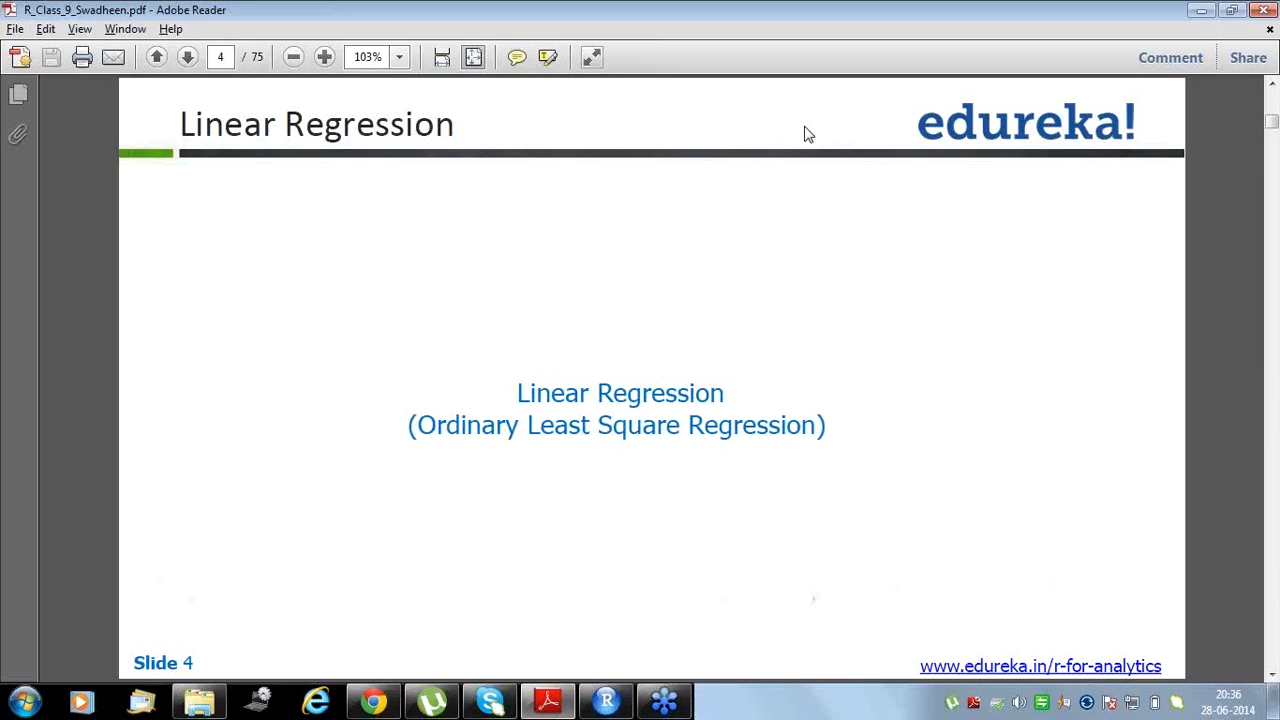 R_Class_9_Swadheen.pdf - Adobe Reader
File Edit View Window Help
4 / 75 103% Comment Share
Linear Regression
edureka!
Linear Regression
(Ordinary Least Square Regression)
Slide 4
www.edureka.in/r-for-analytics
20:36
28-06-2014